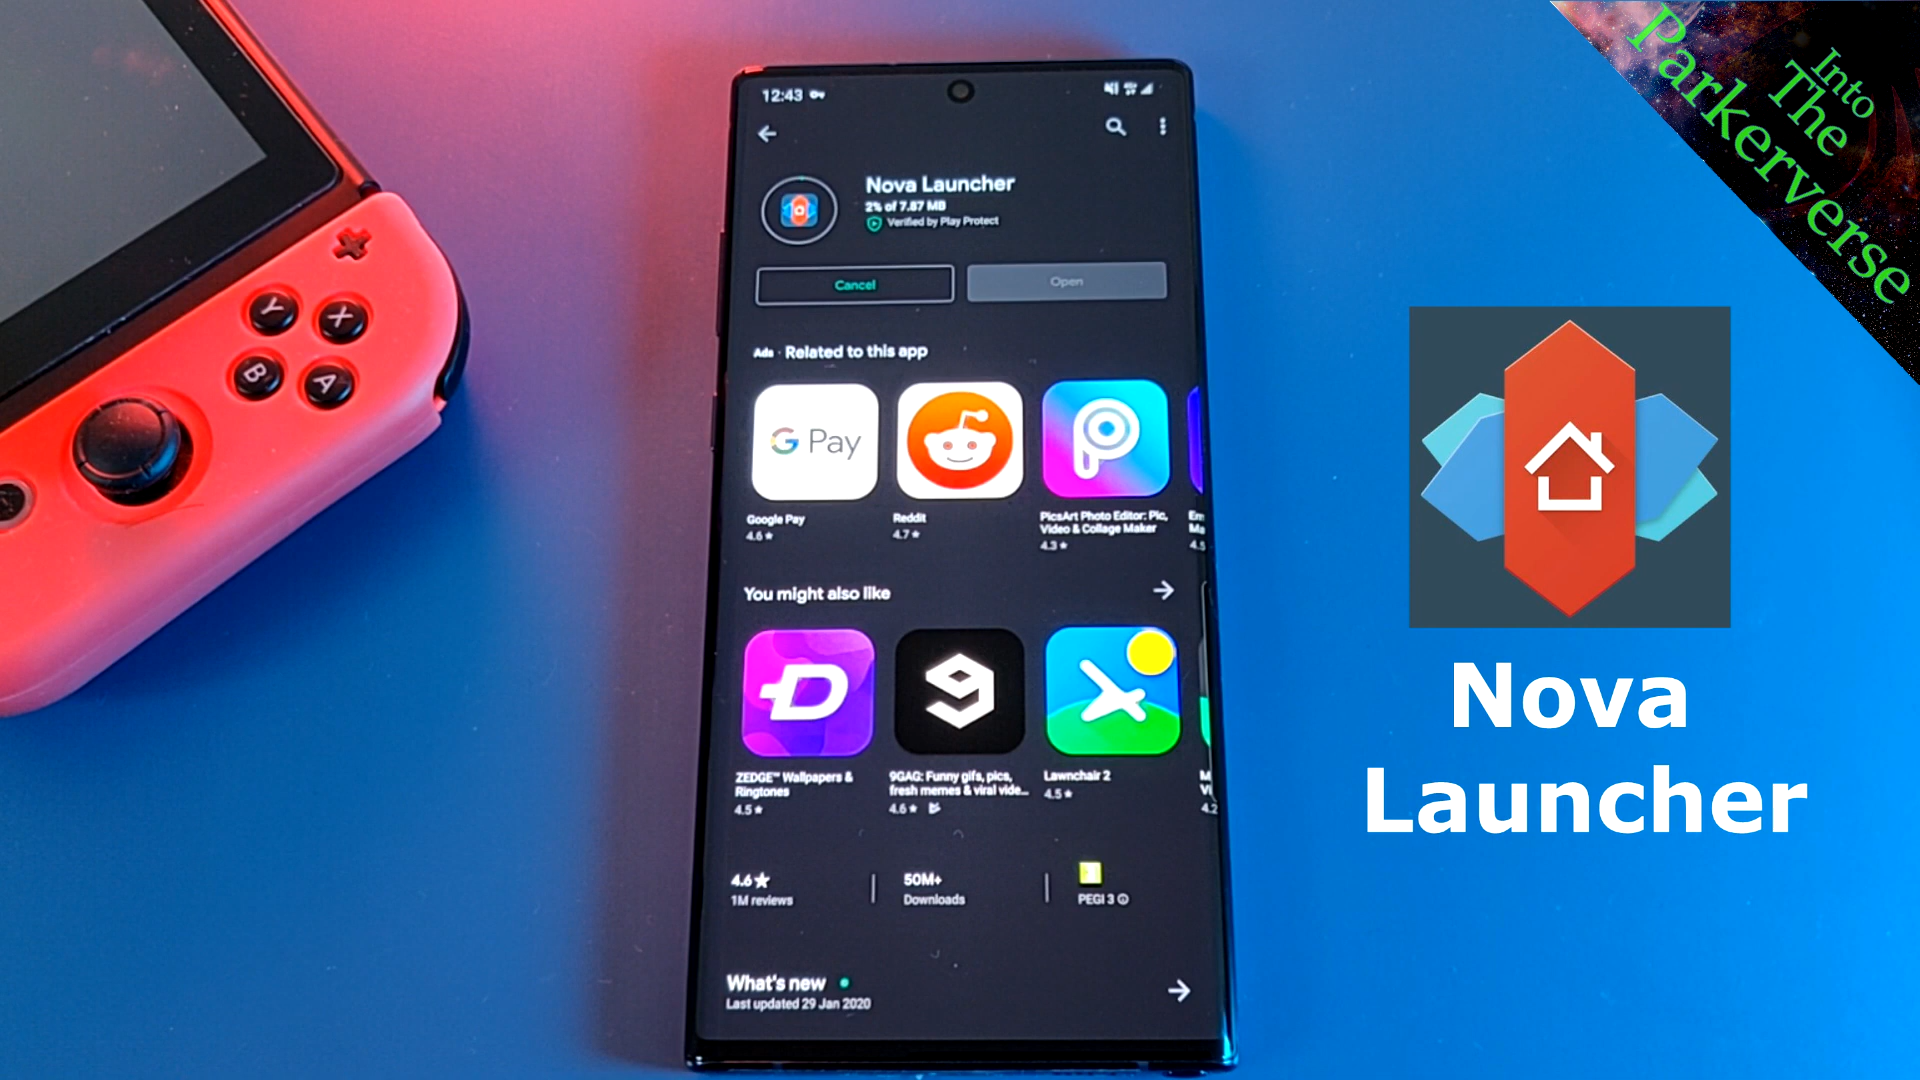 12:43
Nova Launcher
2% of 7.87 MB
Verified by Play Protect
Cancel
Open
Ads · Related to this app
G Pay
Google Pay
4.6★
Reddit
4.7★
PicsArt Photo Editor: Pic,
Video & Collage Maker
4.3★
4.5
You might also like
ZEDGE™ Wallpapers &
Ringtones
4.5★
9GAG: Funny gifs, pics,
fresh memes & viral vide...
4.6★
Lawnchair 2
4.5★
4.2
4.6★
1M reviews
50M+
Downloads
PEGI 3
What's new
Last updated 29 Jan 2020
Y
X
B
A
Into
The
Parkerverse
Nova
Launcher